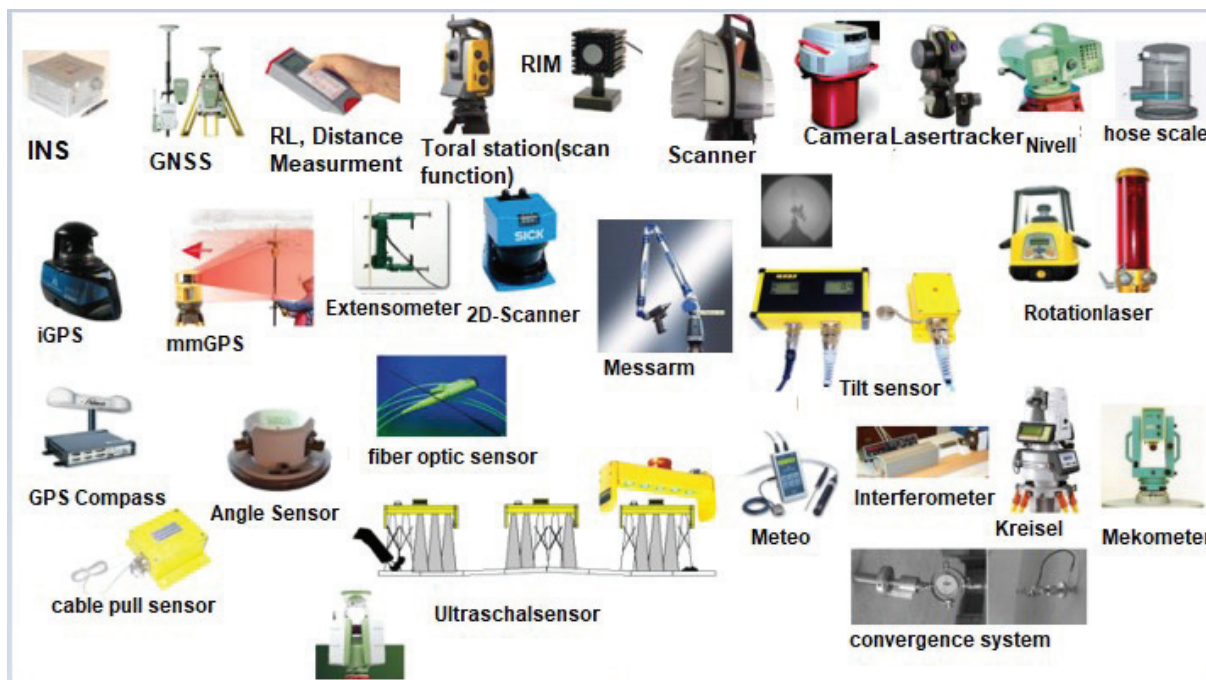 INS
GNSS
RL, Distance
Measurment
Toral station(scan
function)
RIM
Scanner
Camera
Lasertracker
Nivell
hose scale
iGPS
mmGPS
Extensometer
SICK
2D-Scanner
Messarm
Tilt sensor
Rotationlaser
GPS Compass
Angle Sensor
fiber optic sensor
Meteo
Interferometer
Kreisel
Mekometer
cable pull sensor
Ultraschalsensor
convergence system